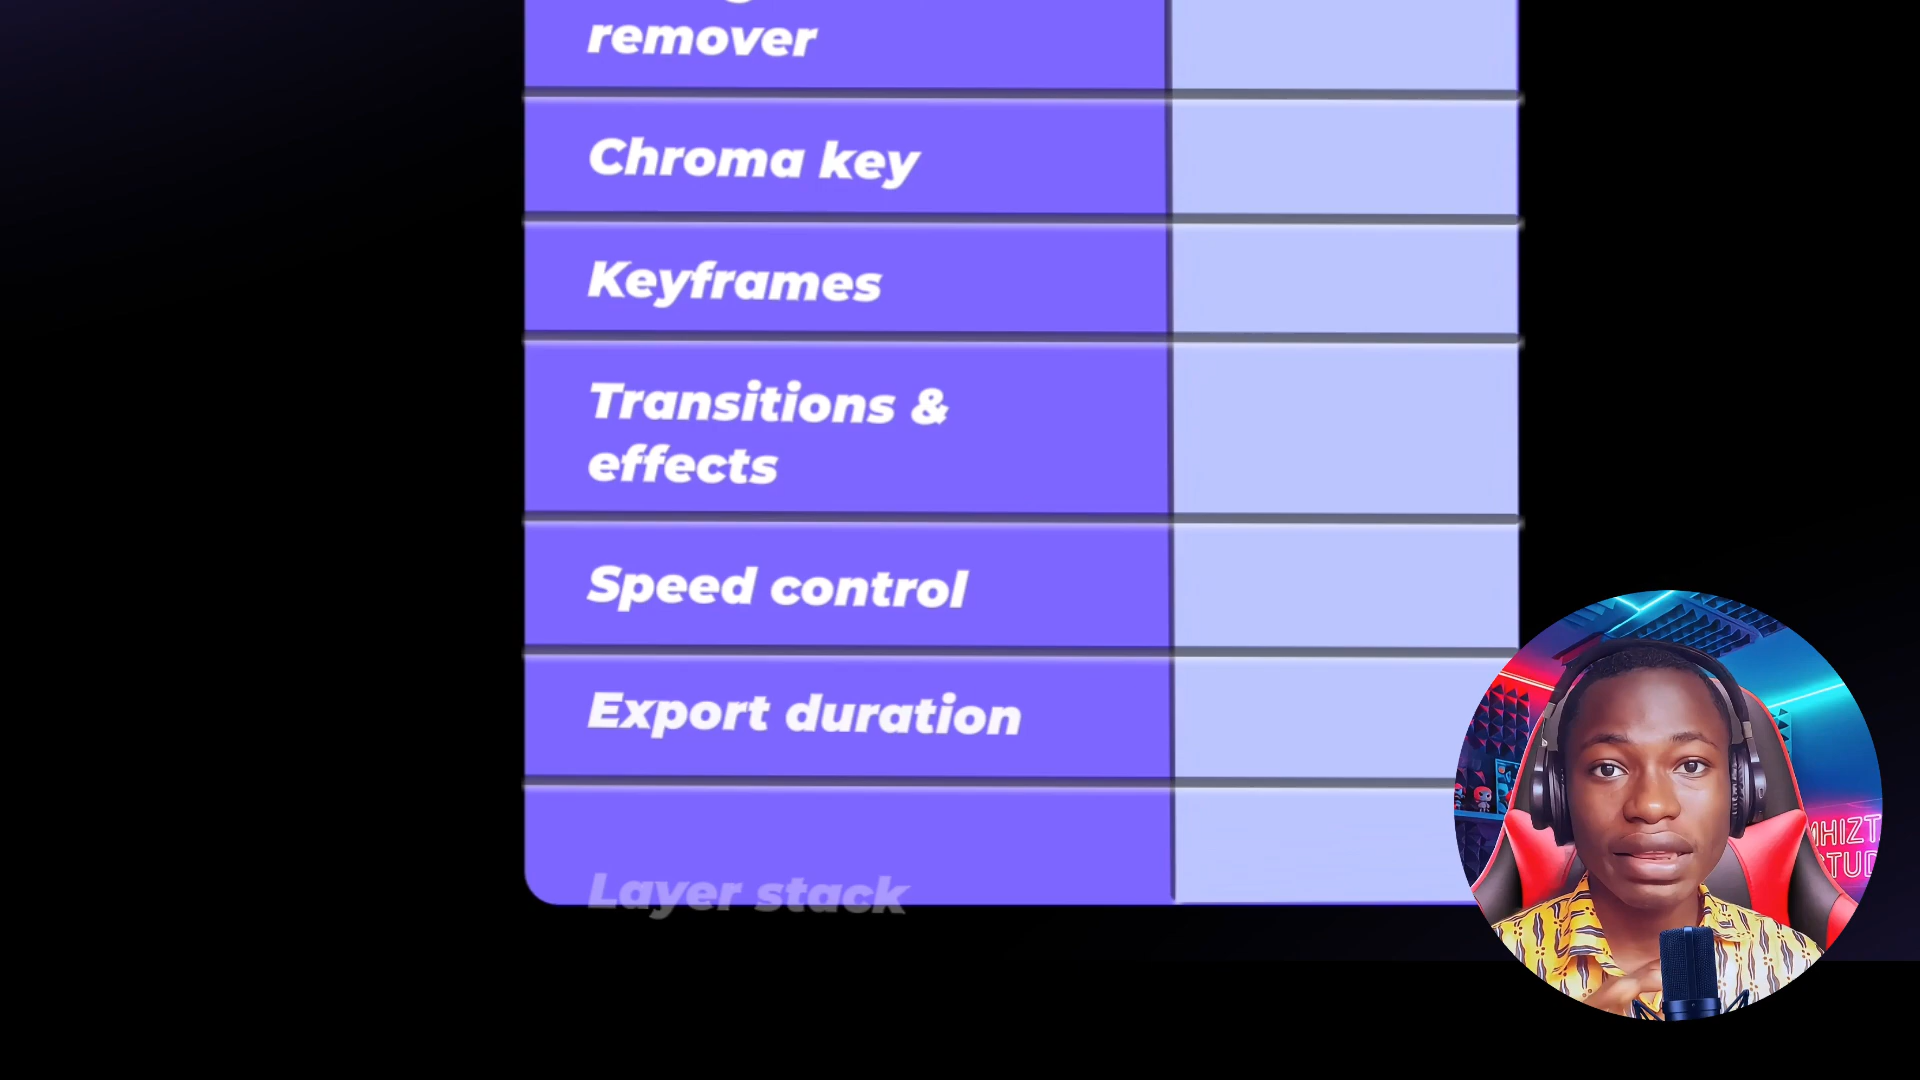 remover
Chroma key
Keyframes
Transitions &
effects
Speed control
Export duration
Layer stack